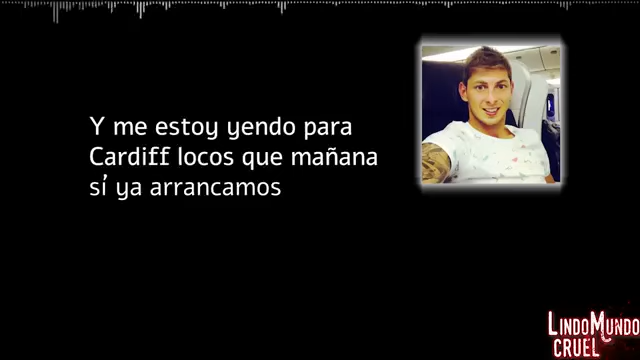 Y me estoy yendo para
Cardiff locos que mañana
sí ya arrancamos
LINDOMUNDO
CRUEL